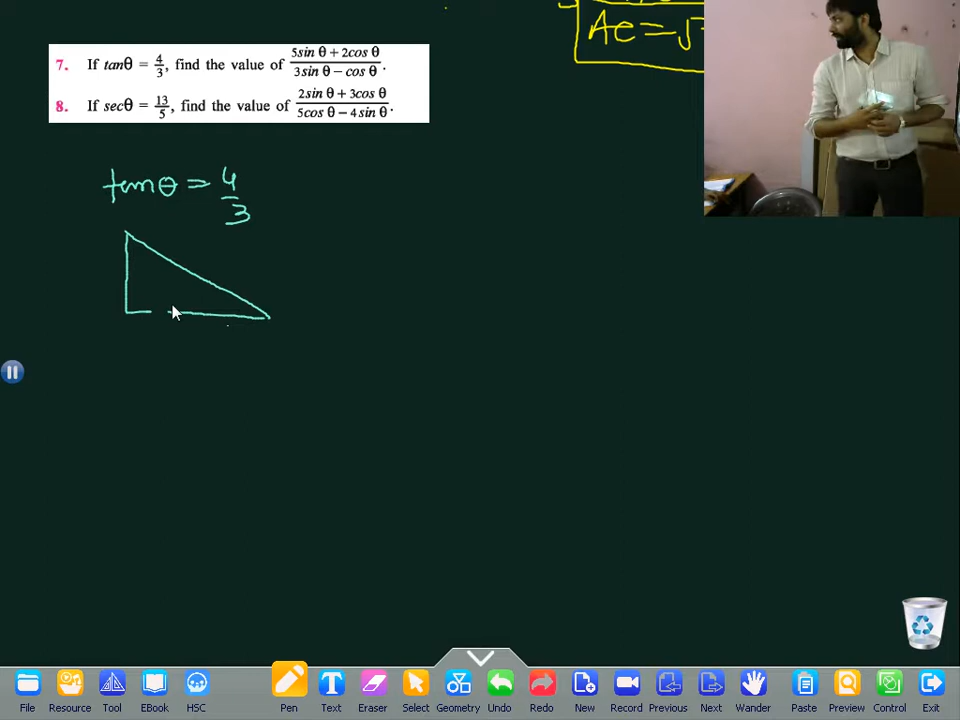 AC = √
7. If tanθ = 4/3, find the value of (5sin θ + 2cos θ)/(3sin θ − cos θ).
8. If secθ = 13/5, find the value of (2sin θ + 3cos θ)/(5cos θ − 4sin θ).
tanθ = 4/3
File Record Tool EBook HSC Pen Text Eraser Select Geometry Undo Redo New Record Previous Next Wander Paste Preview Control Exit